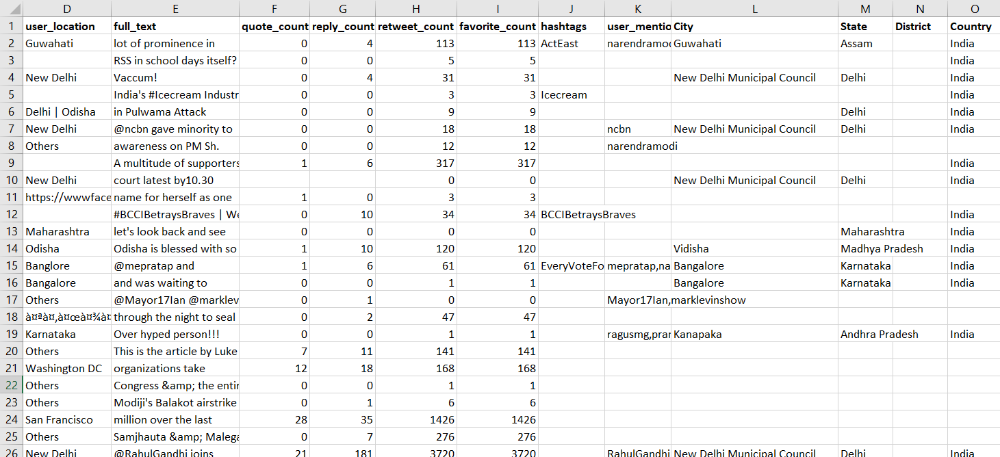 D E F G H I J K L M N O
1 user_location full_text quote_count reply_count retweet_count favorite_count hashtags user_mentio City State District Country
2 Guwahati lot of prominence in 0 4 113 113 ActEast narendramod Guwahati Assam India
3 RSS in school days itself? 0 0 5 5 India
4 New Delhi Vaccum! 0 4 31 31 New Delhi Municipal Council Delhi India
5 India's #Icecream Industr 0 0 3 3 Icecream India
6 Delhi | Odisha in Pulwama Attack 0 0 9 9 Delhi India
7 New Delhi @ncbn gave minority to 0 0 18 18 ncbn New Delhi Municipal Council Delhi India
8 Others awareness on PM Sh. 0 0 12 12 narendramodi
9 A multitude of supporters 1 6 317 317 India
10 New Delhi court latest by10.30 0 0 New Delhi Municipal Council Delhi India
11 https://wwwface name for herself as one 1 0 3 3
12 #BCCIBetraysBraves | We 0 10 34 34 BCCIBetraysBraves India
13 Maharashtra let's look back and see 0 0 0 0 Maharashtra India
14 Odisha Odisha is blessed with so 1 10 120 120 Vidisha Madhya Pradesh India
15 Banglore @mepratap and 1 6 61 61 EveryVoteFo mepratap,na Bangalore Karnataka India
16 Bangalore and was waiting to 0 0 1 1 Bangalore Karnataka India
17 Others @Mayor17Ian @marklev 0 1 0 0 Mayor17Ian,marklevinshow
18 à¤ªà¤‚à¤œà¤¾à¤ through the night to seal 0 2 47 47
19 Karnataka Over hyped person!!! 0 0 1 1 ragusmg,pran Kanapaka Andhra Pradesh India
20 Others This is the article by Luke 7 11 141 141
21 Washington DC organizations take 12 18 168 168
22 Others Congress &amp; the entir 0 0 1 1
23 Others Modiji's Balakot airstrike 0 1 6 6
24 San Francisco million over the last 28 35 1426 1426
25 Others Samjhauta &amp; Malega 0 7 276 276
26 New Delhi @RahulGandhi joins 21 181 3720 3720 RahulGandhi New Delhi Municipal Council Delhi India